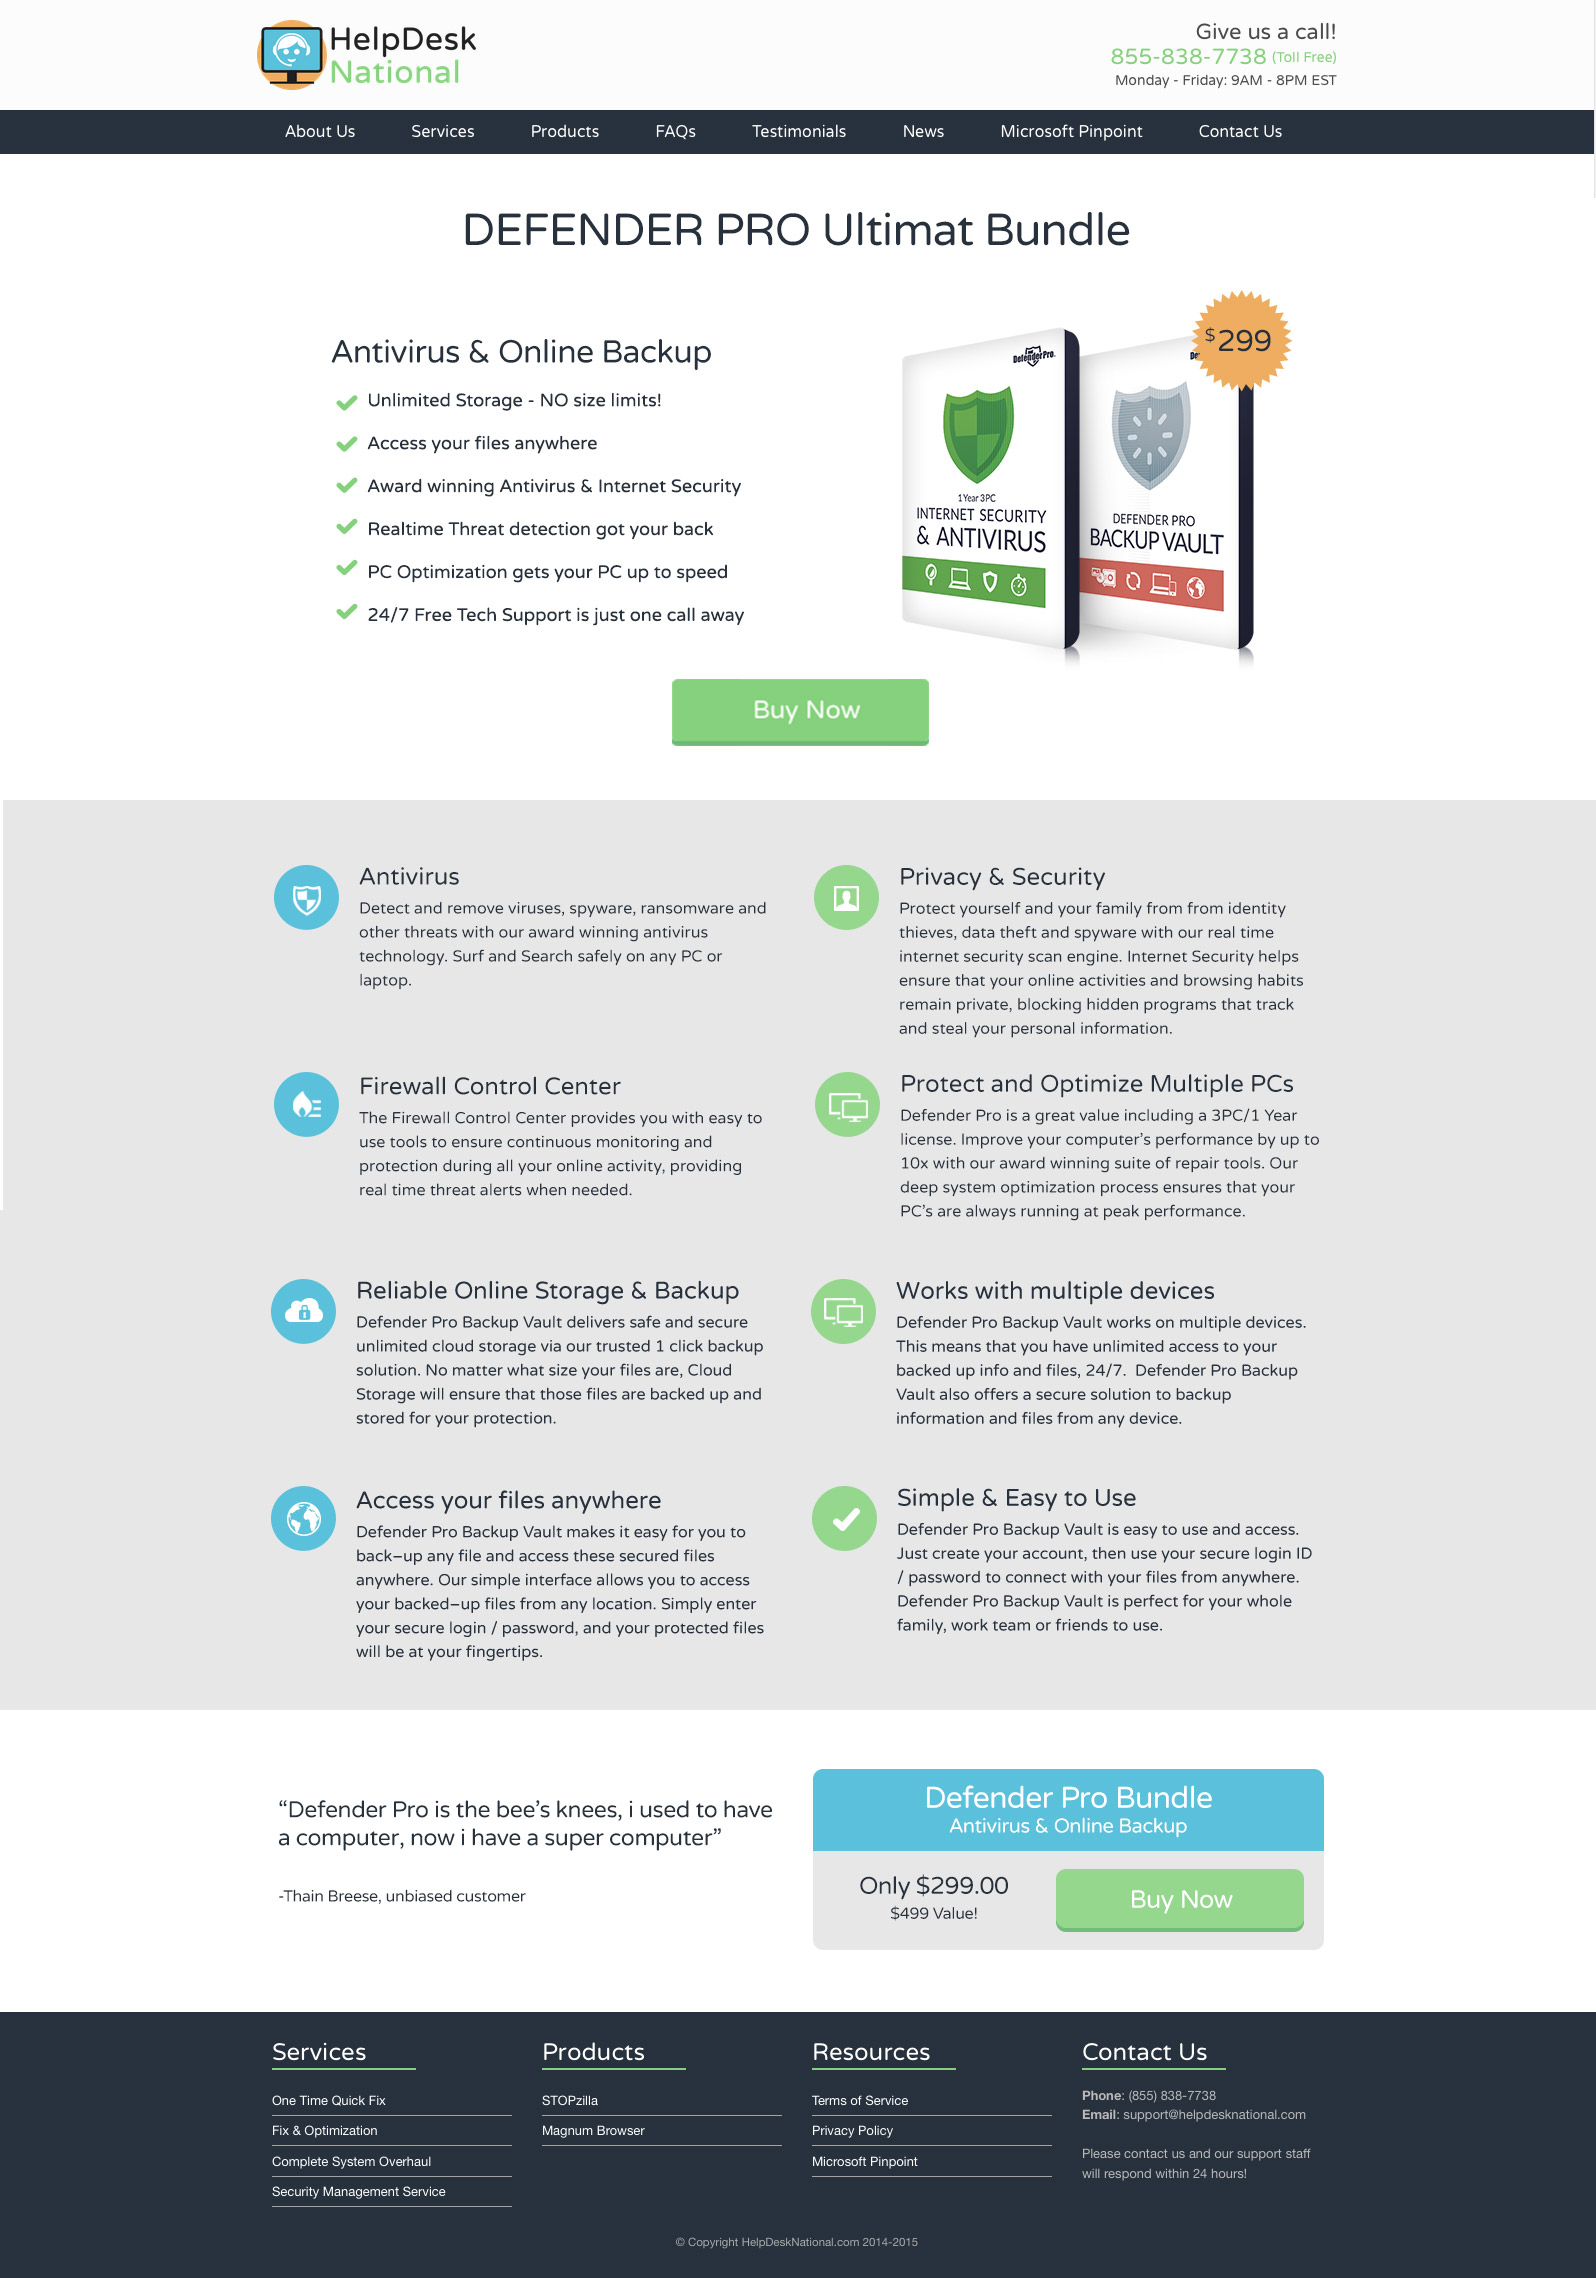 HelpDesk
National
Give us a call!
855-838-7738 (Toll Free)
Monday - Friday: 9AM - 8PM EST
About Us Services Products FAQs Testimonials News Microsoft Pinpoint Contact Us
DEFENDER PRO Ultimat Bundle
Antivirus & Online Backup
Unlimited Storage - NO size limits!
Access your files anywhere
Award winning Antivirus & Internet Security
Realtime Threat detection got your back
PC Optimization gets your PC up to speed
24/7 Free Tech Support is just one call away
$299
DefenderPro
De
1 Year 3PC
INTERNET SECURITY
& ANTIVIRUS
DEFENDER PRO
BACKUP VAULT
Buy Now
Antivirus
Detect and remove viruses, spyware, ransomware and
other threats with our award winning antivirus
technology. Surf and Search safely on any PC or
laptop.
Privacy & Security
Protect yourself and your family from from identity
thieves, data theft and spyware with our real time
internet security scan engine. Internet Security helps
ensure that your online activities and browsing habits
remain private, blocking hidden programs that track
and steal your personal information.
Firewall Control Center
The Firewall Control Center provides you with easy to
use tools to ensure continuous monitoring and
protection during all your online activity, providing
real time threat alerts when needed.
Protect and Optimize Multiple PCs
Defender Pro is a great value including a 3PC/1 Year
license. Improve your computer's performance by up to
10x with our award winning suite of repair tools. Our
deep system optimization process ensures that your
PC's are always running at peak performance.
Reliable Online Storage & Backup
Defender Pro Backup Vault delivers safe and secure
unlimited cloud storage via our trusted 1 click backup
solution. No matter what size your files are, Cloud
Storage will ensure that those files are backed up and
stored for your protection.
Works with multiple devices
Defender Pro Backup Vault works on multiple devices.
This means that you have unlimited access to your
backed up info and files, 24/7. Defender Pro Backup
Vault also offers a secure solution to backup
information and files from any device.
Access your files anywhere
Defender Pro Backup Vault makes it easy for you to
back–up any file and access these secured files
anywhere. Our simple interface allows you to access
your backed–up files from any location. Simply enter
your secure login / password, and your protected files
will be at your fingertips.
Simple & Easy to Use
Defender Pro Backup Vault is easy to use and access.
Just create your account, then use your secure login ID
/ password to connect with your files from anywhere.
Defender Pro Backup Vault is perfect for your whole
family, work team or friends to use.
“Defender Pro is the bee’s knees, i used to have
a computer, now i have a super computer”
-Thain Breese, unbiased customer
Defender Pro Bundle
Antivirus & Online Backup
Only $299.00
$499 Value!
Buy Now
Services
One Time Quick Fix
Fix & Optimization
Complete System Overhaul
Security Management Service
Products
STOPzilla
Magnum Browser
Resources
Terms of Service
Privacy Policy
Microsoft Pinpoint
Contact Us
Phone: (855) 838-7738
Email: support@helpdesknational.com
Please contact us and our support staff
will respond within 24 hours!
© Copyright HelpDeskNational.com 2014-2015